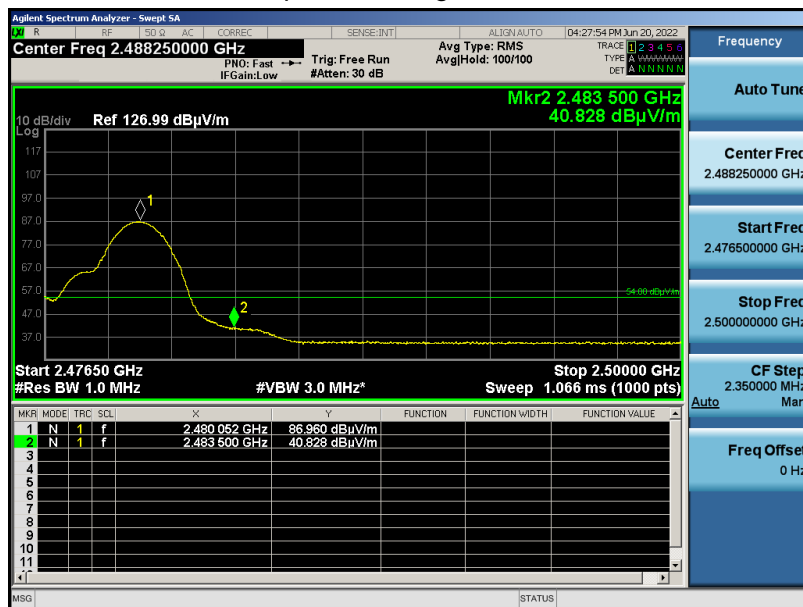 Agilent Spectrum Analyzer - Swept SA
LXI R RF 50 Ω AC CORREC SENSE:INT ALIGN AUTO 04:27:54 PM Jun 20, 2022
Center Freq 2.488250000 GHz
PNO: Fast
IFGain:Low
Trig: Free Run
#Atten: 30 dB
Avg Type: RMS
Avg|Hold: 100/100
TRACE 1 2 3 4 5 6
TYPE A WWWWW
DET A N N N N N
Mkr2 2.483 500 GHz
40.828 dBµV/m
10 dB/div Ref 126.99 dBµV/m
Log
117
107
97.0
87.0
77.0
67.0
57.0
47.0
37.0
1
2
54.00 dBµV/m
Start 2.47650 GHz Stop 2.50000 GHz
#Res BW 1.0 MHz #VBW 3.0 MHz* Sweep 1.066 ms (1000 pts)
MKR MODE TRC SCL X Y FUNCTION FUNCTION WIDTH FUNCTION VALUE
1 N 1 f 2.480 052 GHz 86.960 dBµV/m
2 N 1 f 2.483 500 GHz 40.828 dBµV/m
3
4
5
6
7
8
9
10
11
MSG STATUS
Frequency
Auto Tune
Center Freq
2.488250000 GHz
Start Freq
2.476500000 GHz
Stop Freq
2.500000000 GHz
CF Step
2.350000 MHz
Auto Man
Freq Offset
0 Hz